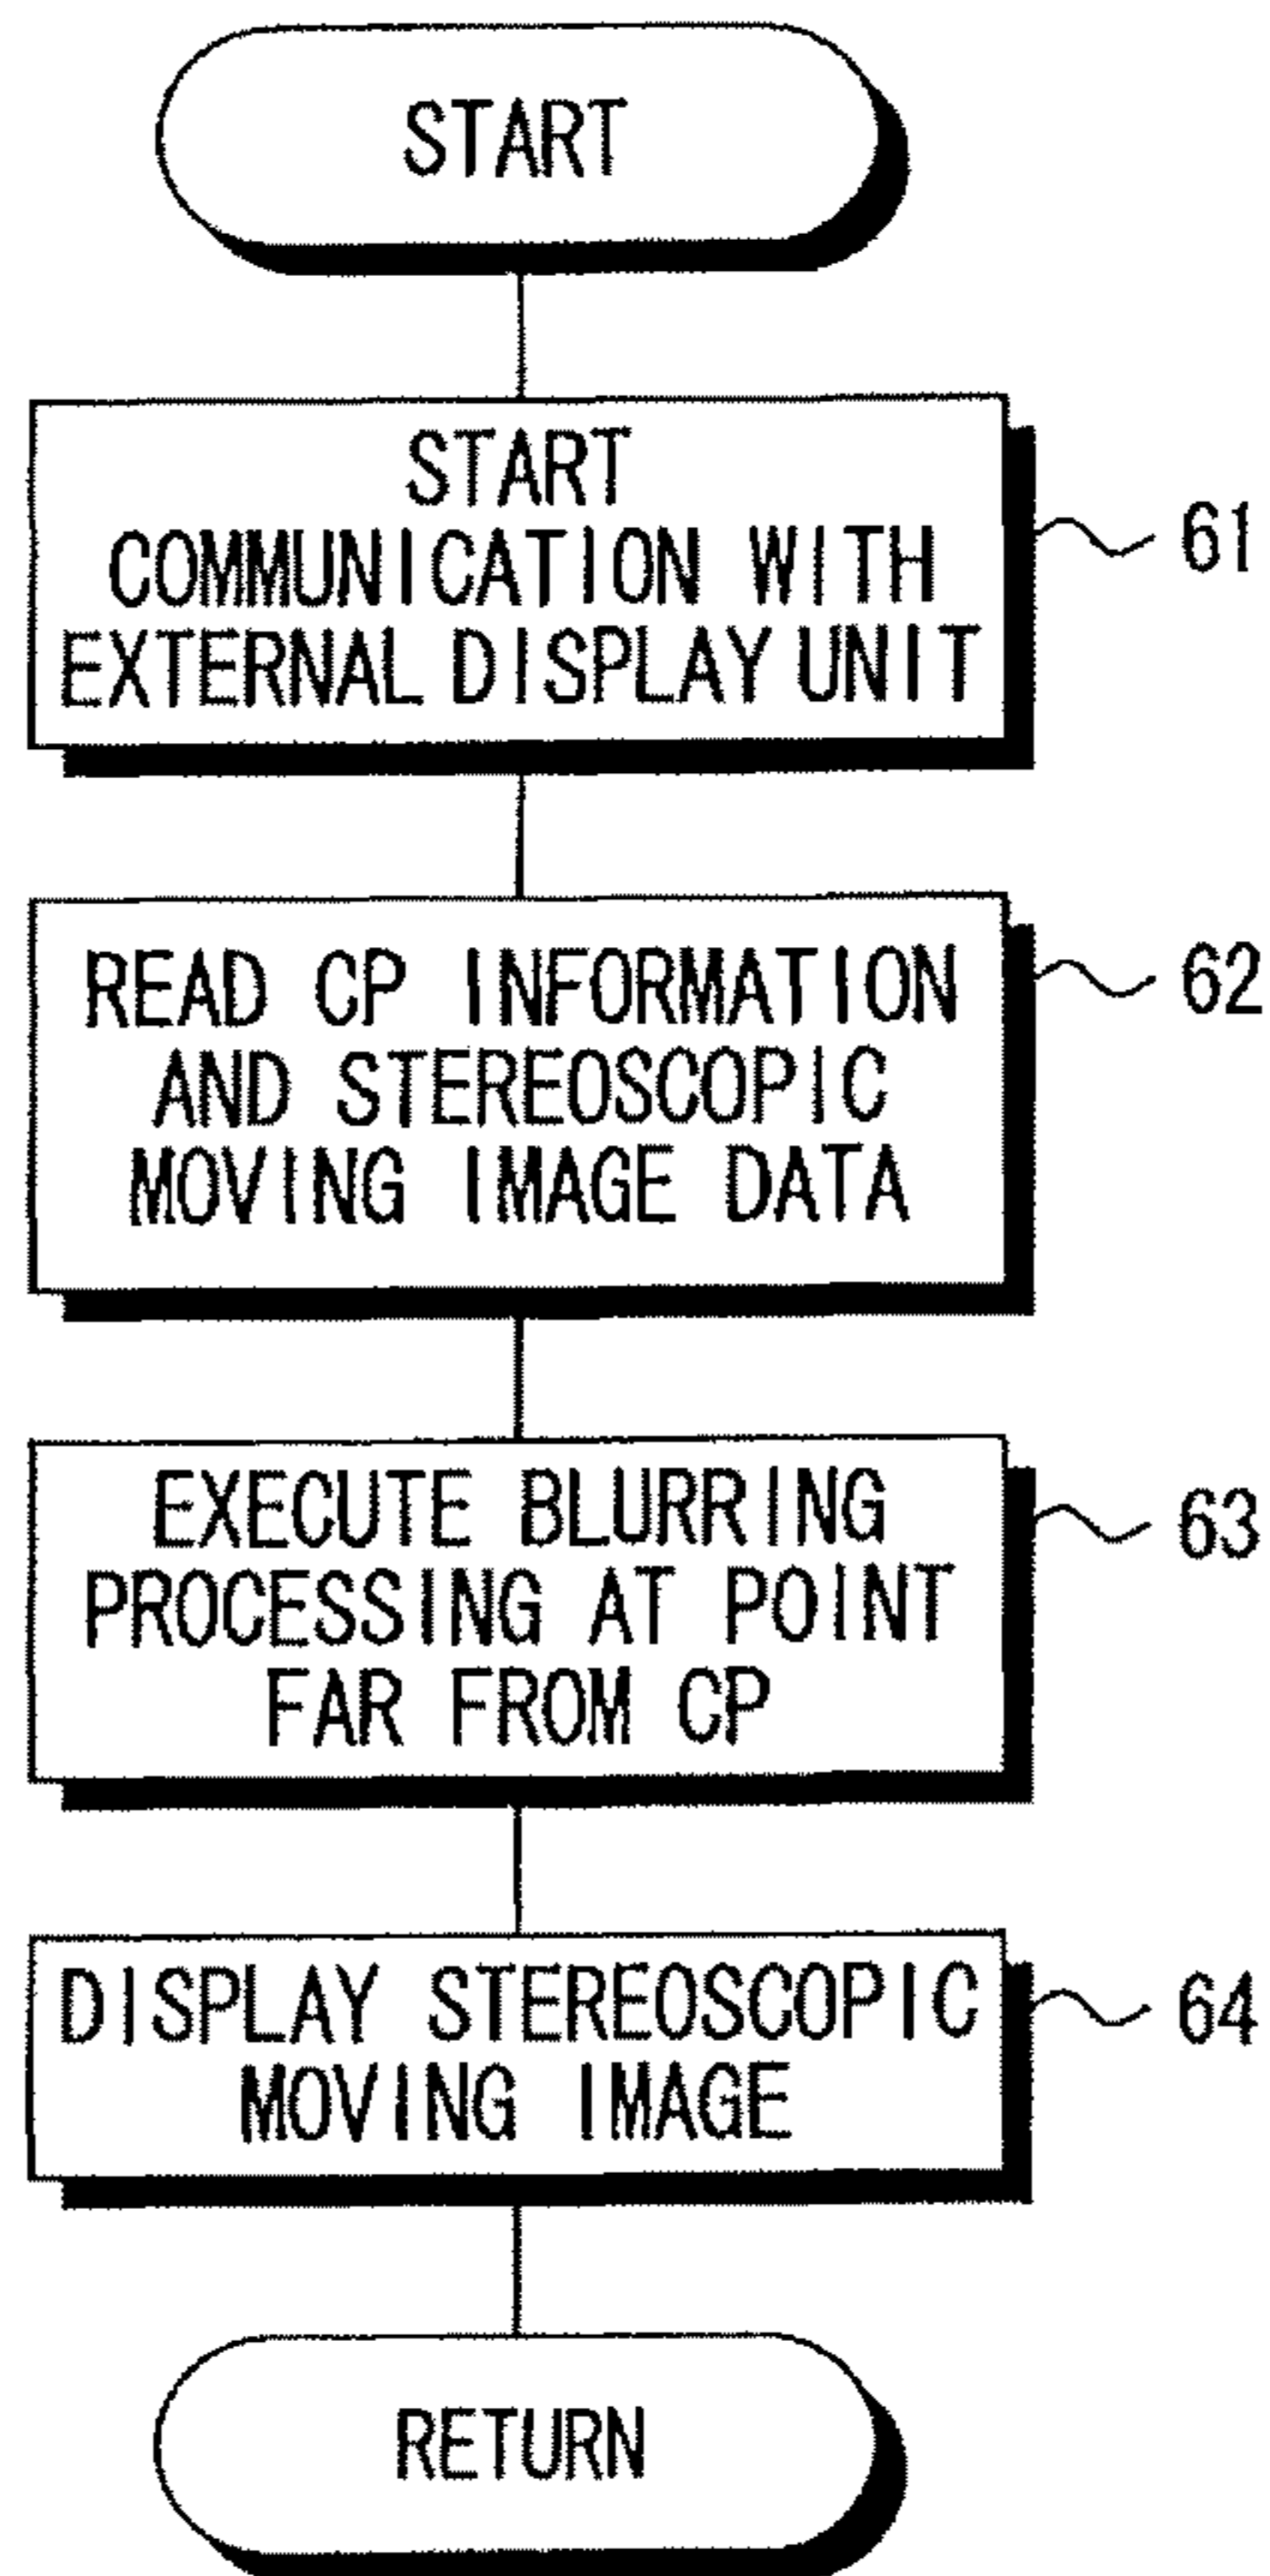 START
START
COMMUNICATION WITH
EXTERNAL DISPLAY UNIT
61
READ CP INFORMATION
AND STEREOSCOPIC
MOVING IMAGE DATA
62
EXECUTE BLURRING
PROCESSING AT POINT
FAR FROM CP
63
DISPLAY STEREOSCOPIC
MOVING IMAGE
64
RETURN